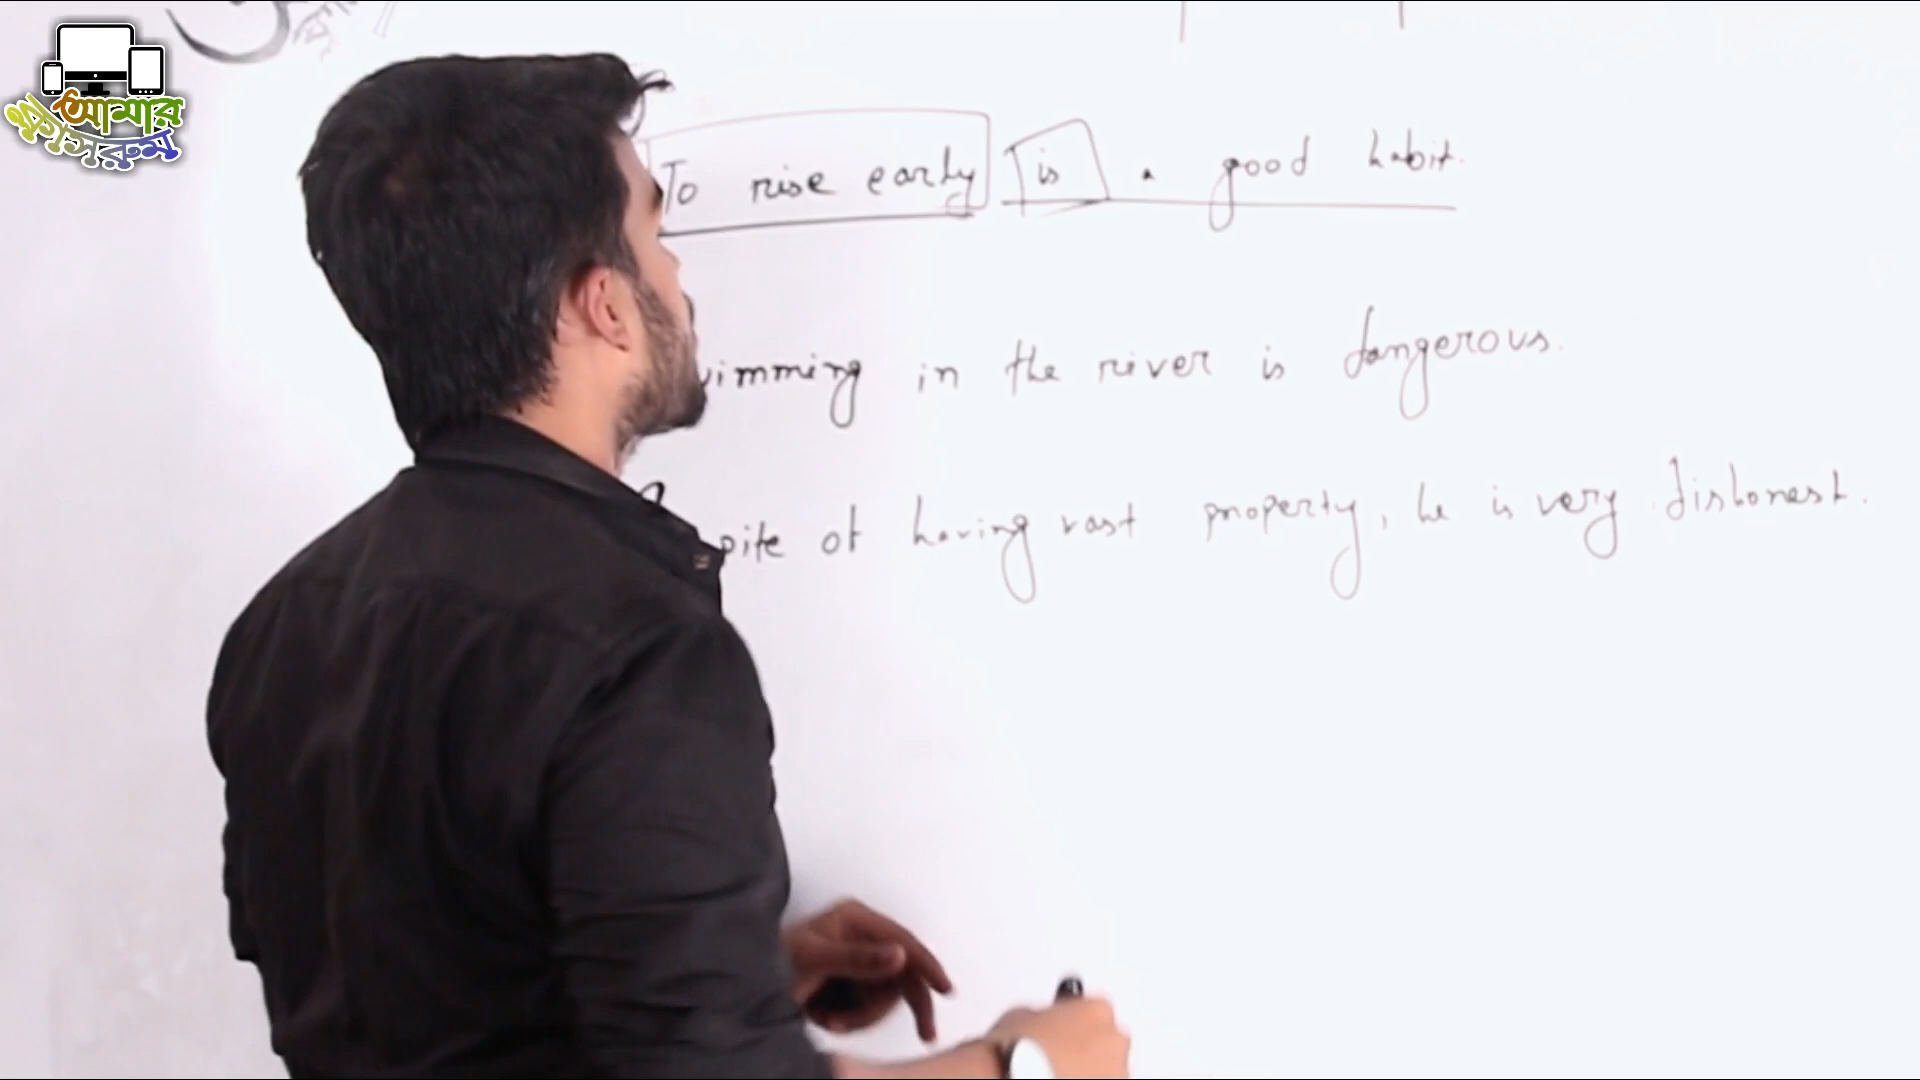 আমার
ক্লাসরুম
To rise early is a good habit.
wimming in the river is dangerous.
pite of having vast property, he is very dishonest.